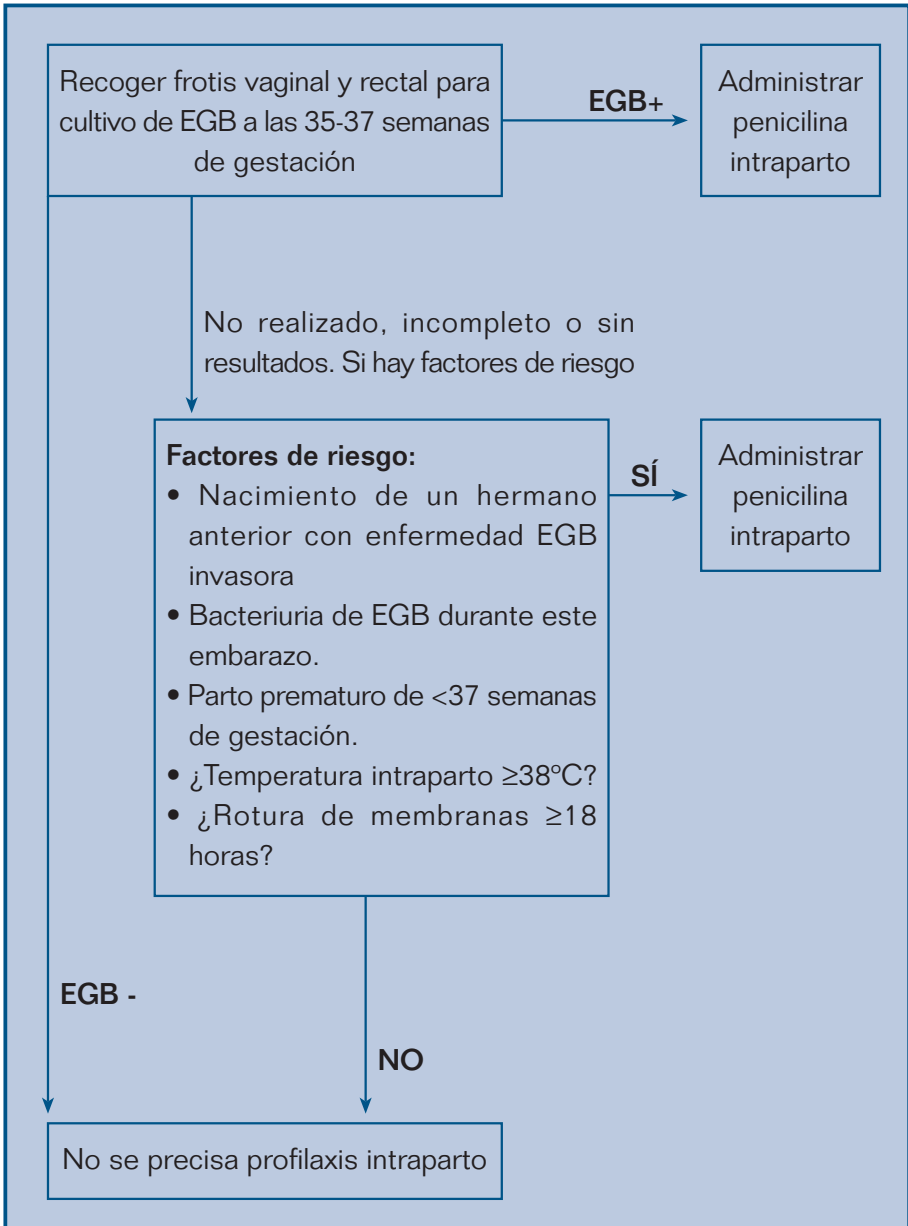 Recoger frotis vaginal y rectal para
cultivo de EGB a las 35-37 semanas
de gestación
EGB+
Administrar
penicilina
intraparto
No realizado, incompleto o sin
resultados. Si hay factores de riesgo
Factores de riesgo:
• Nacimiento de un hermano
anterior con enfermedad EGB
invasora
• Bacteriuria de EGB durante este
embarazo.
• Parto prematuro de <37 semanas
de gestación.
• ¿Temperatura intraparto ≥38ºC?
• ¿Rotura de membranas ≥18
horas?
SÍ
Administrar
penicilina
intraparto
EGB -
NO
No se precisa profilaxis intraparto